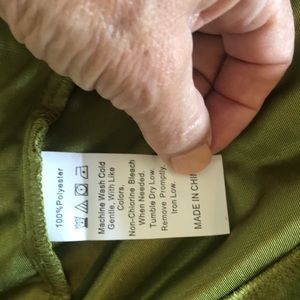 100%Polyester
Machine Wash Cold
Gentle, With Like
Colors.
Non-Chlorine Bleach
When Needed.
Tumble Dry Low.
Remove Promptly.
Iron Low.
MADE IN CHI